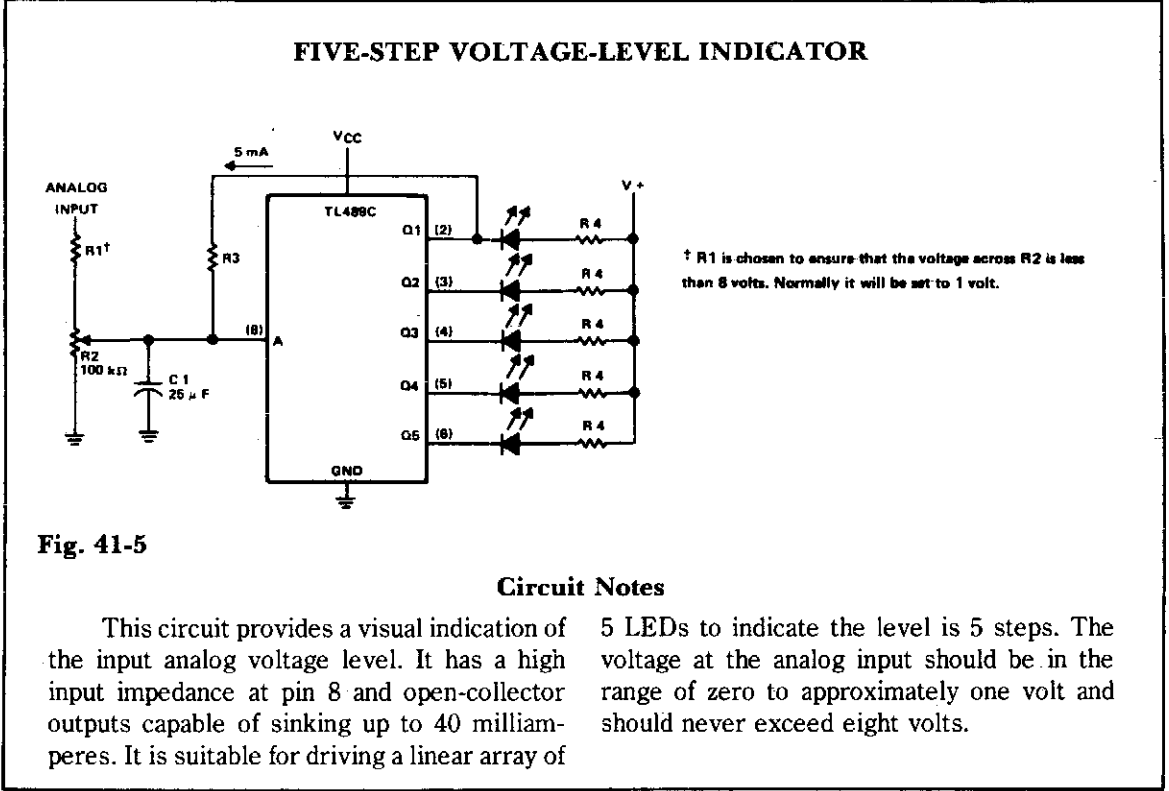 FIVE-STEP VOLTAGE-LEVEL INDICATOR
VCC
5 mA
ANALOG
INPUT
V +
TL489C
R1†
R3
Q1
(2)
R 4
† R1 is chosen to ensure that the voltage across R2 is less
than 8 volts. Normally it will be set to 1 volt.
Q2
(3)
R 4
Q3
(4)
R 4
(8)
A
R2
100 kΩ
C 1
25 μ F
Q4
(5)
R 4
Q5
(6)
R 4
GND
Fig. 41-5
Circuit Notes
This circuit provides a visual indication of
the input analog voltage level. It has a high
input impedance at pin 8 and open-collector
outputs capable of sinking up to 40 milliam-
peres. It is suitable for driving a linear array of
5 LEDs to indicate the level is 5 steps. The
voltage at the analog input should be in the
range of zero to approximately one volt and
should never exceed eight volts.